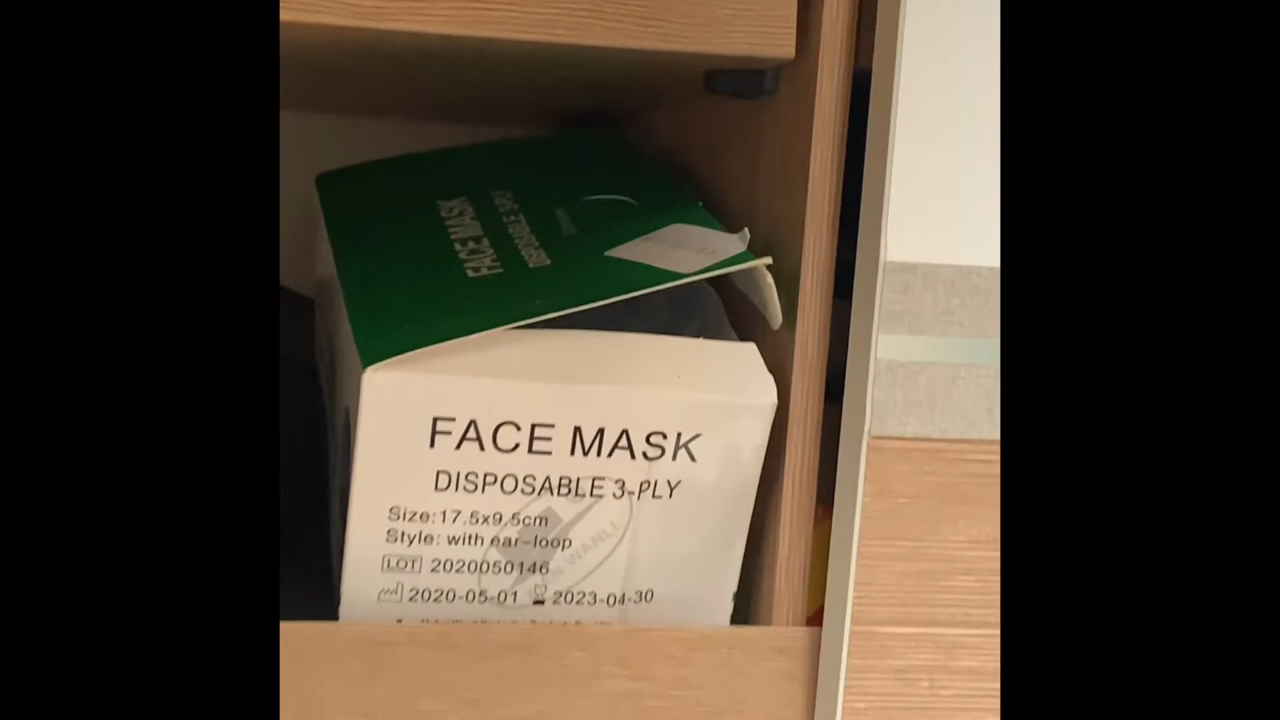 FACE MASK
DISPOSABLE 3-PLY
FACE MASK
DISPOSABLE 3-PLY
Size:17.5x9.5cm
Style: with ear-loop
LOT 2020050146
2020-05-01 2023-04-30
WANLI